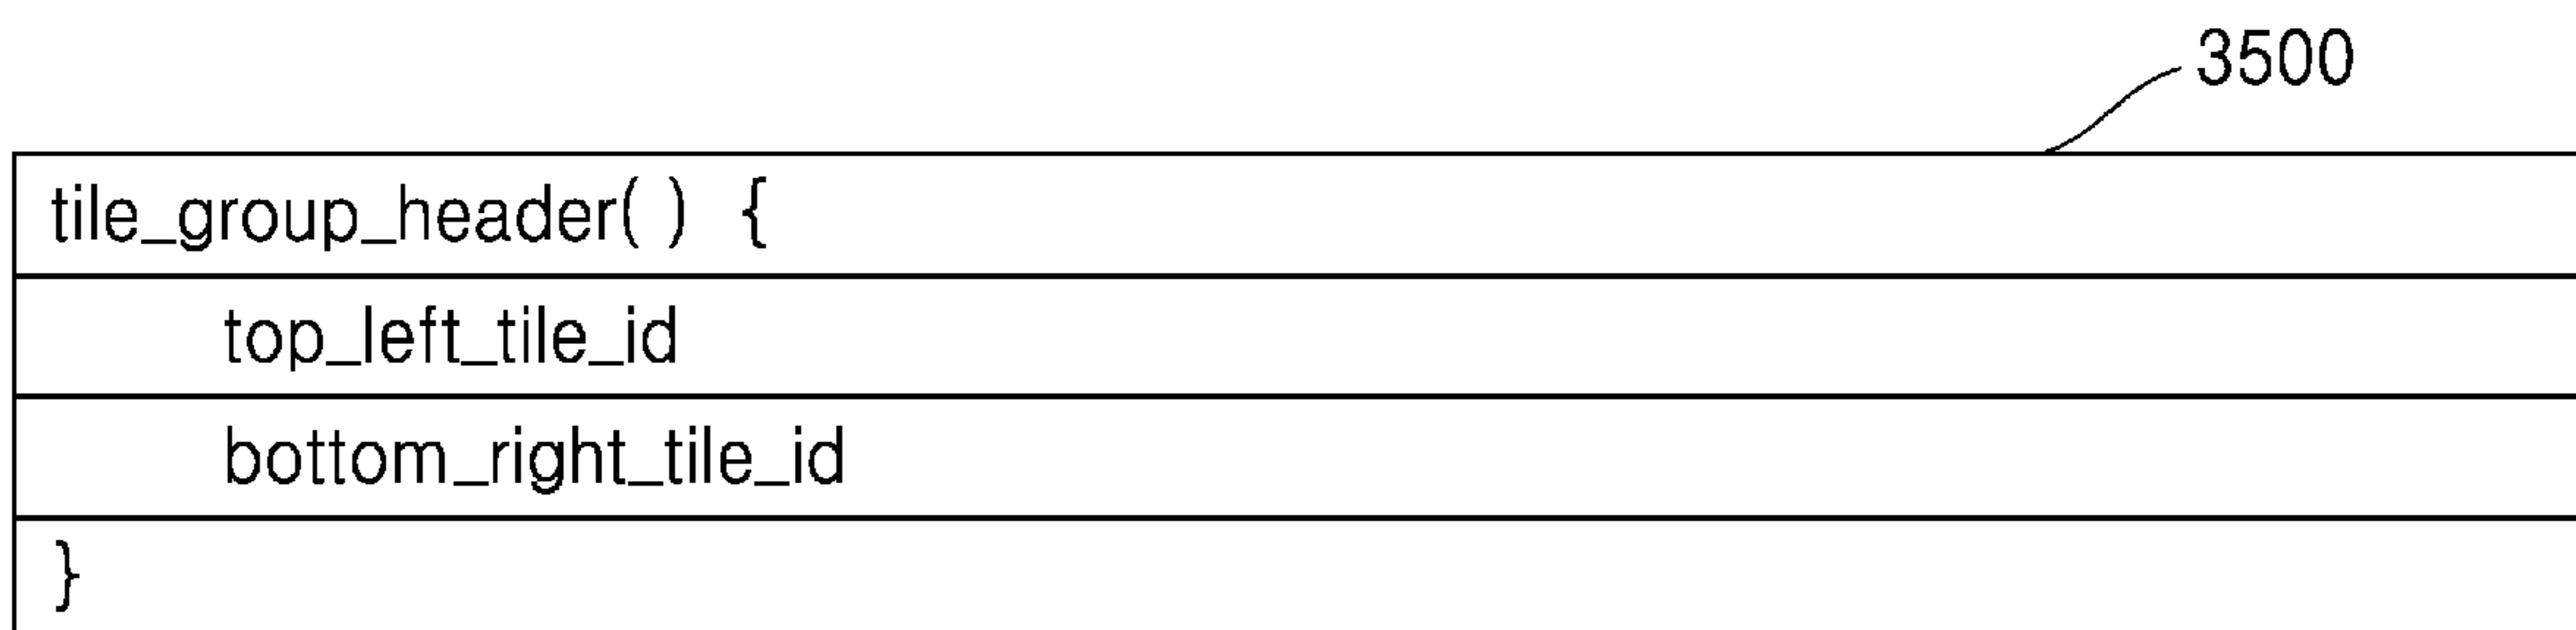 3500
tile_group_header( ) {
top_left_tile_id
bottom_right_tile_id
}